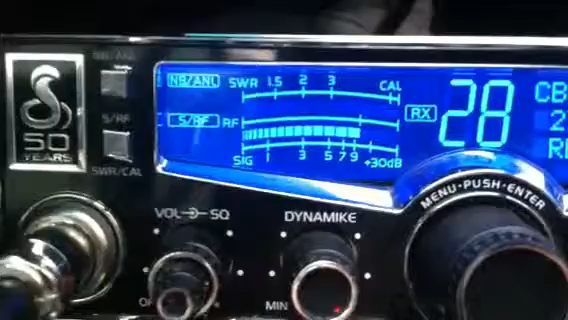 NB/ANL
S/RF
SWR/CAL
50
YEARS
NB/ANL
SWR 1.5 2 3 CAL
S/RF RF
SIG 1 3 5 7 9 +30dB
RX 28
CB
2
MENU·PUSH·ENTER
VOL SQ
DYNAMIKE
MIN